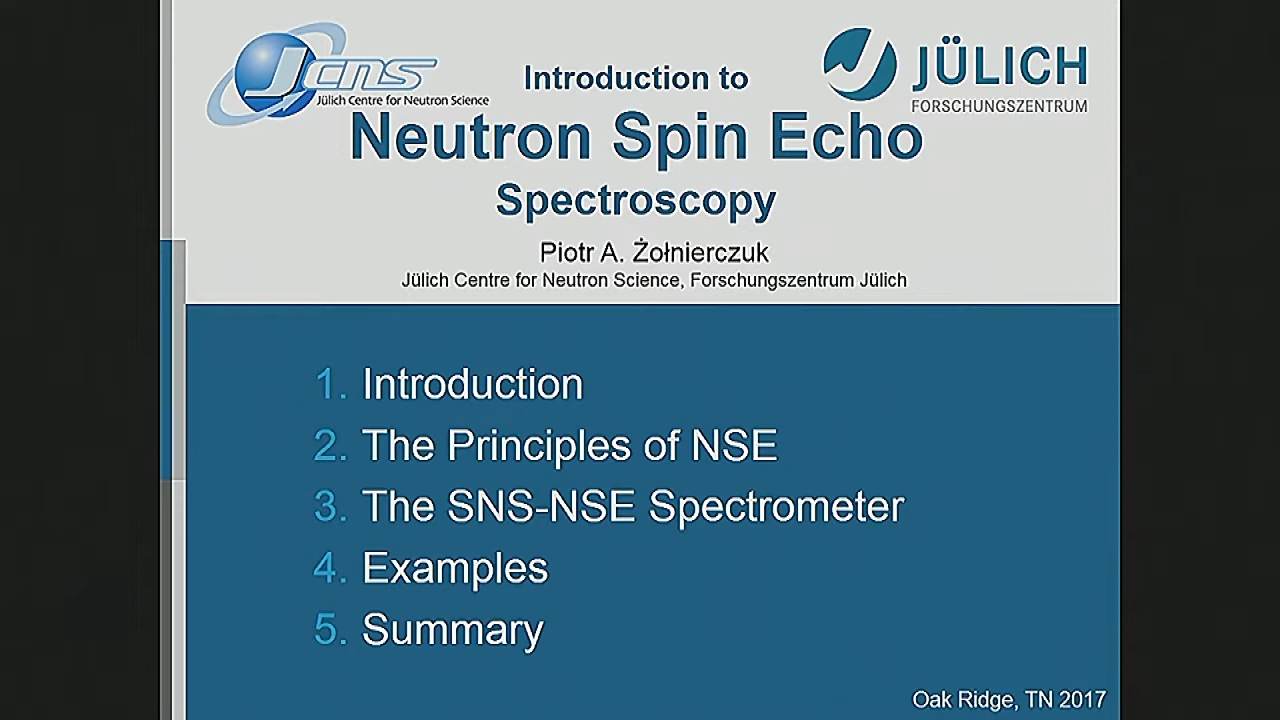 Jcns
Jülich Centre for Neutron Science
JÜLICH
FORSCHUNGSZENTRUM
Introduction to
Neutron Spin Echo
Spectroscopy
Piotr A. Żołnierczuk
Jülich Centre for Neutron Science, Forschungszentrum Jülich
1. Introduction
2. The Principles of NSE
3. The SNS-NSE Spectrometer
4. Examples
5. Summary
Oak Ridge, TN 2017